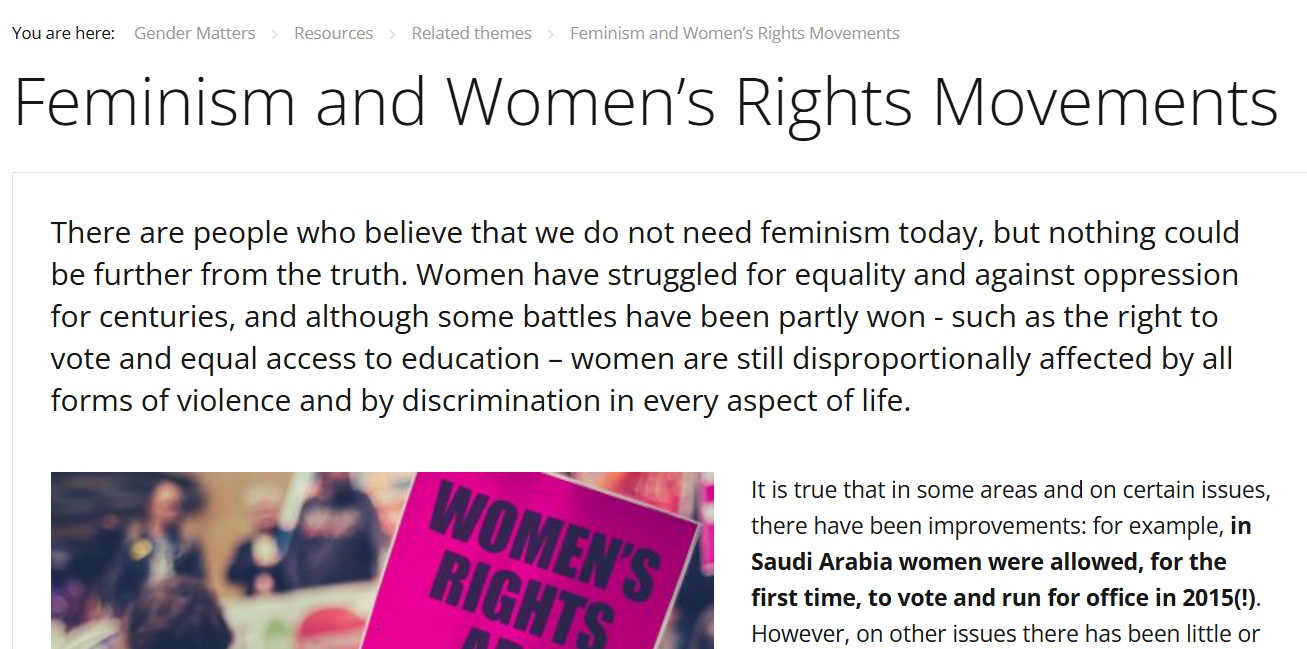 You are here: Gender Matters > Resources > Related themes > Feminism and Women’s Rights Movements
Feminism and Women’s Rights Movements
There are people who believe that we do not need feminism today, but nothing could
be further from the truth. Women have struggled for equality and against oppression
for centuries, and although some battles have been partly won - such as the right to
vote and equal access to education – women are still disproportionally affected by all
forms of violence and by discrimination in every aspect of life.
WOMEN’S
RIGHTS
It is true that in some areas and on certain issues,
there have been improvements: for example, in
Saudi Arabia women were allowed, for the
first time, to vote and run for office in 2015(!).
However, on other issues there has been little or